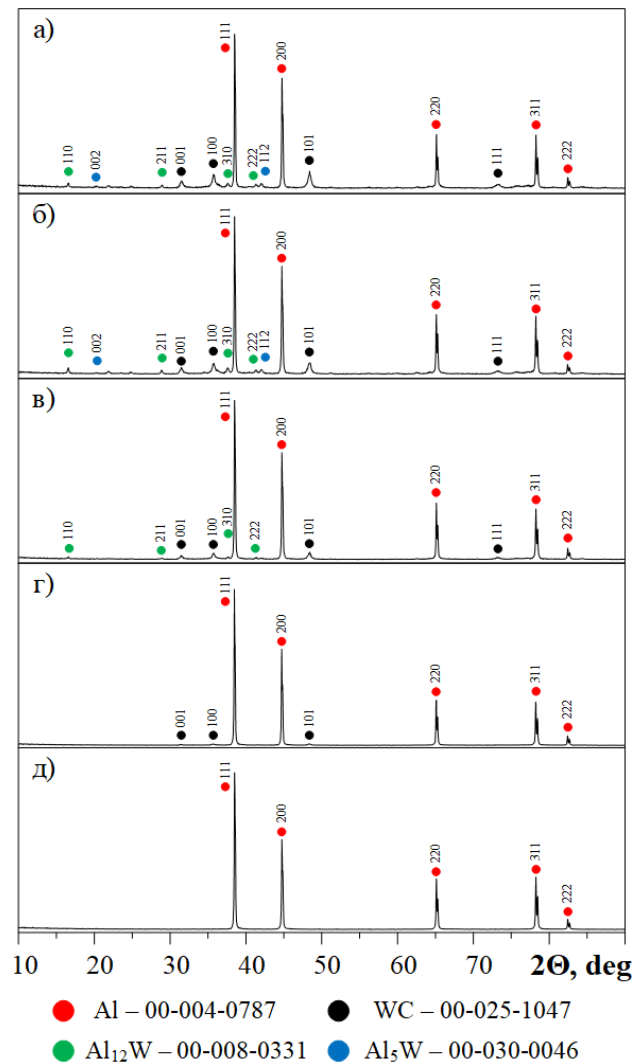 а)
111 200 220 311 222
110 002 211 001 100 310 222 112 101 111
б)
111 200 220 311 222
110 002 211 001 100 310 222 112 101 111
в)
111 200 220 311 222
110 211 001 100 310 222 101 111
г)
111 200 220 311 222
001 100 101
д)
111 200 220 311 222
10 20 30 40 50 60 70 2Θ, deg
Al – 00-004-0787 WC – 00-025-1047
Al₁₂W – 00-008-0331 Al₅W – 00-030-0046